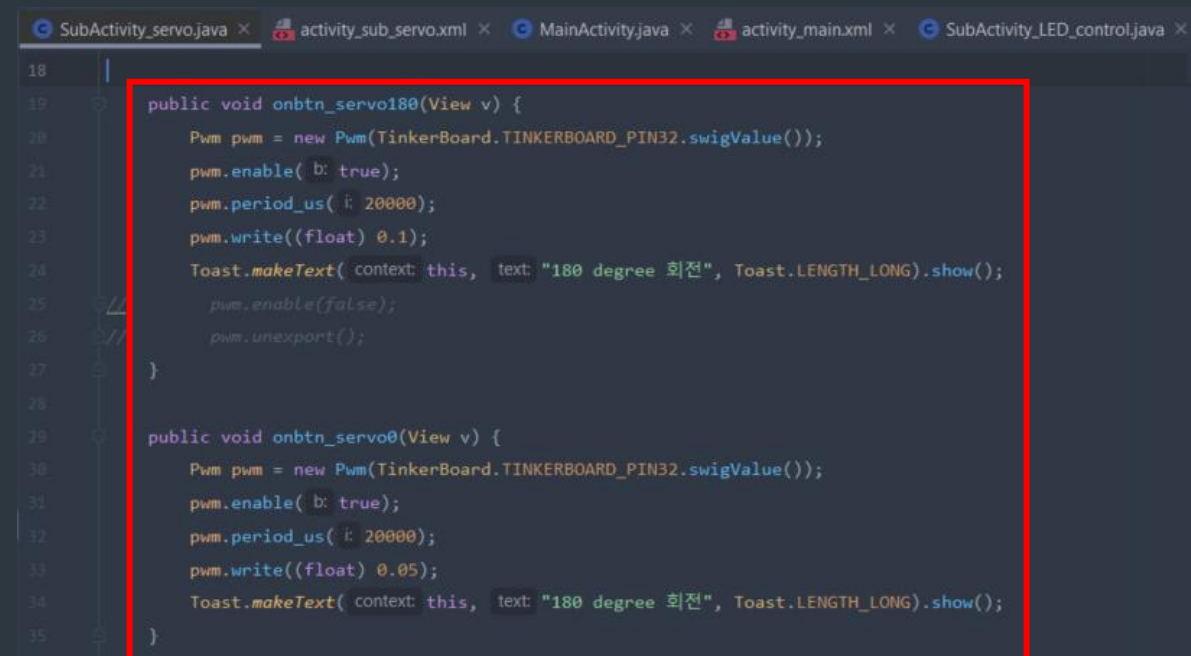 SubActivity_servo.java × activity_sub_servo.xml × MainActivity.java × activity_main.xml × SubActivity_LED_control.java ×
18
19 public void onbtn_servo180(View v) {
20 Pwm pwm = new Pwm(TinkerBoard.TINKERBOARD_PIN32.swigValue());
21 pwm.enable( b: true);
22 pwm.period_us( i: 20000);
23 pwm.write((float) 0.1);
24 Toast.makeText( context: this, text: "180 degree 회전", Toast.LENGTH_LONG).show();
25 // pwm.enable(false);
26 // pwm.unexport();
27 }
28
29 public void onbtn_servo0(View v) {
30 Pwm pwm = new Pwm(TinkerBoard.TINKERBOARD_PIN32.swigValue());
31 pwm.enable( b: true);
32 pwm.period_us( i: 20000);
33 pwm.write((float) 0.05);
34 Toast.makeText( context: this, text: "180 degree 회전", Toast.LENGTH_LONG).show();
35 }